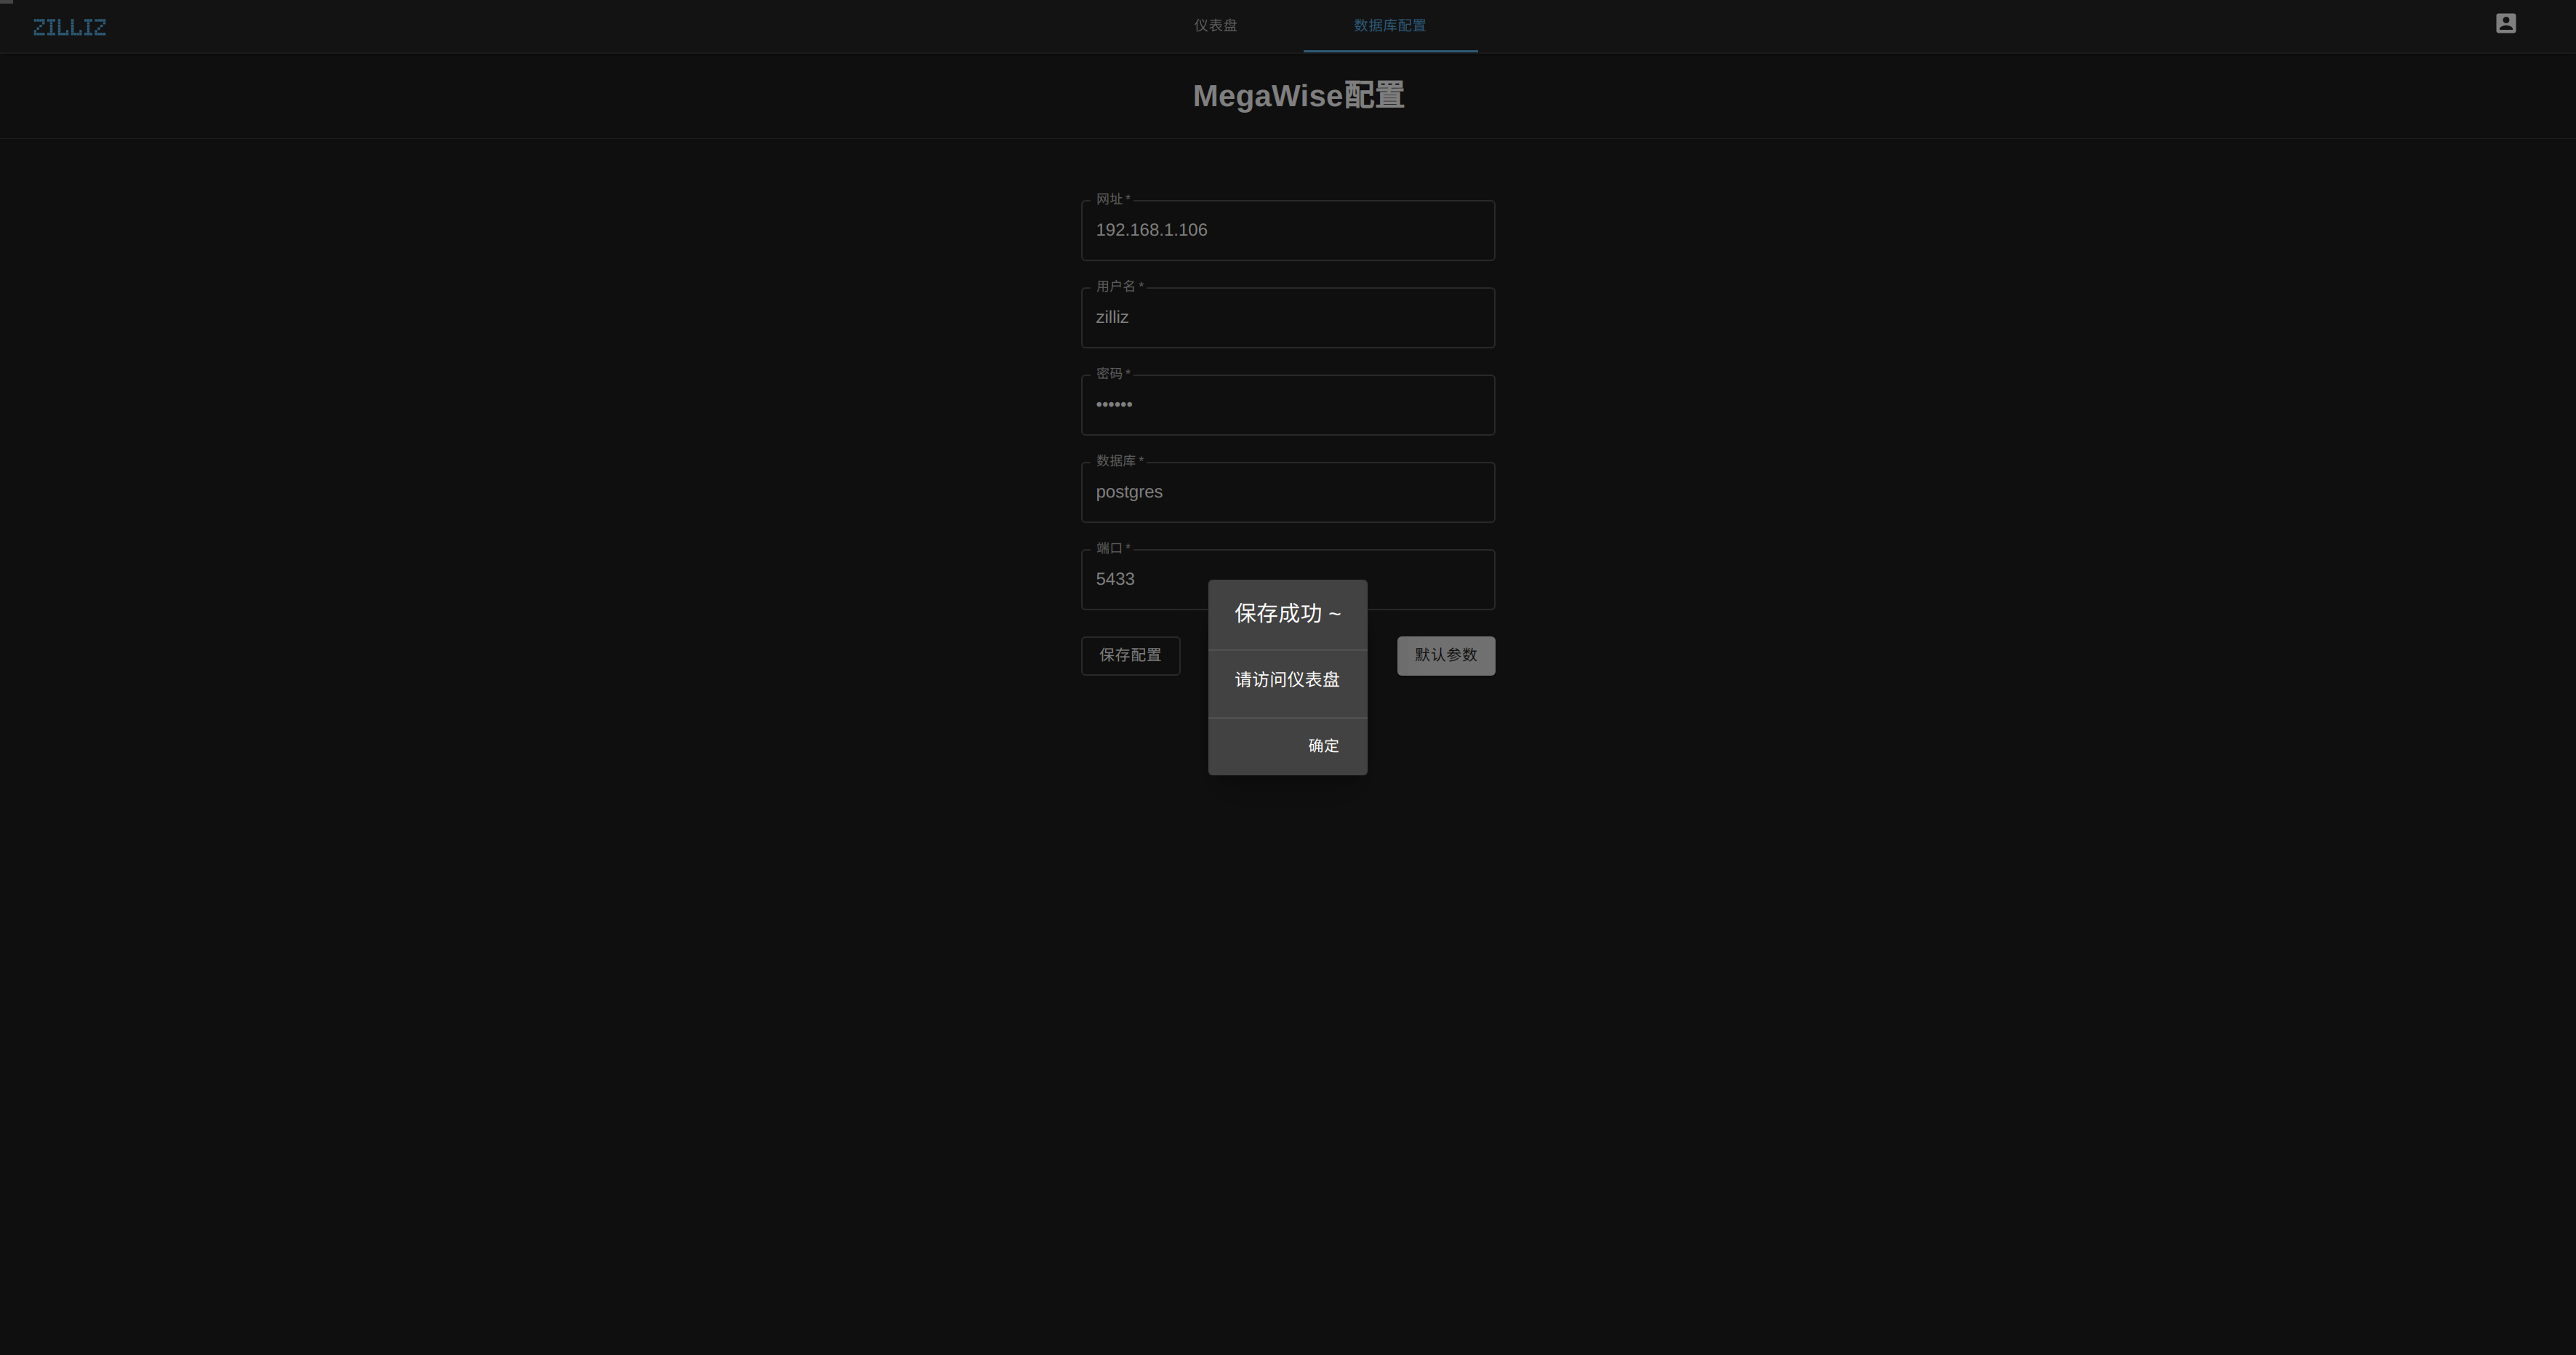 ZILLIZ
仪表盘
数据库配置
MegaWise配置
网址 *
192.168.1.106
用户名 *
zilliz
密码 *
••••••
数据库 *
postgres
端口 *
5433
保存成功 ~
请访问仪表盘
确定
保存配置
默认参数